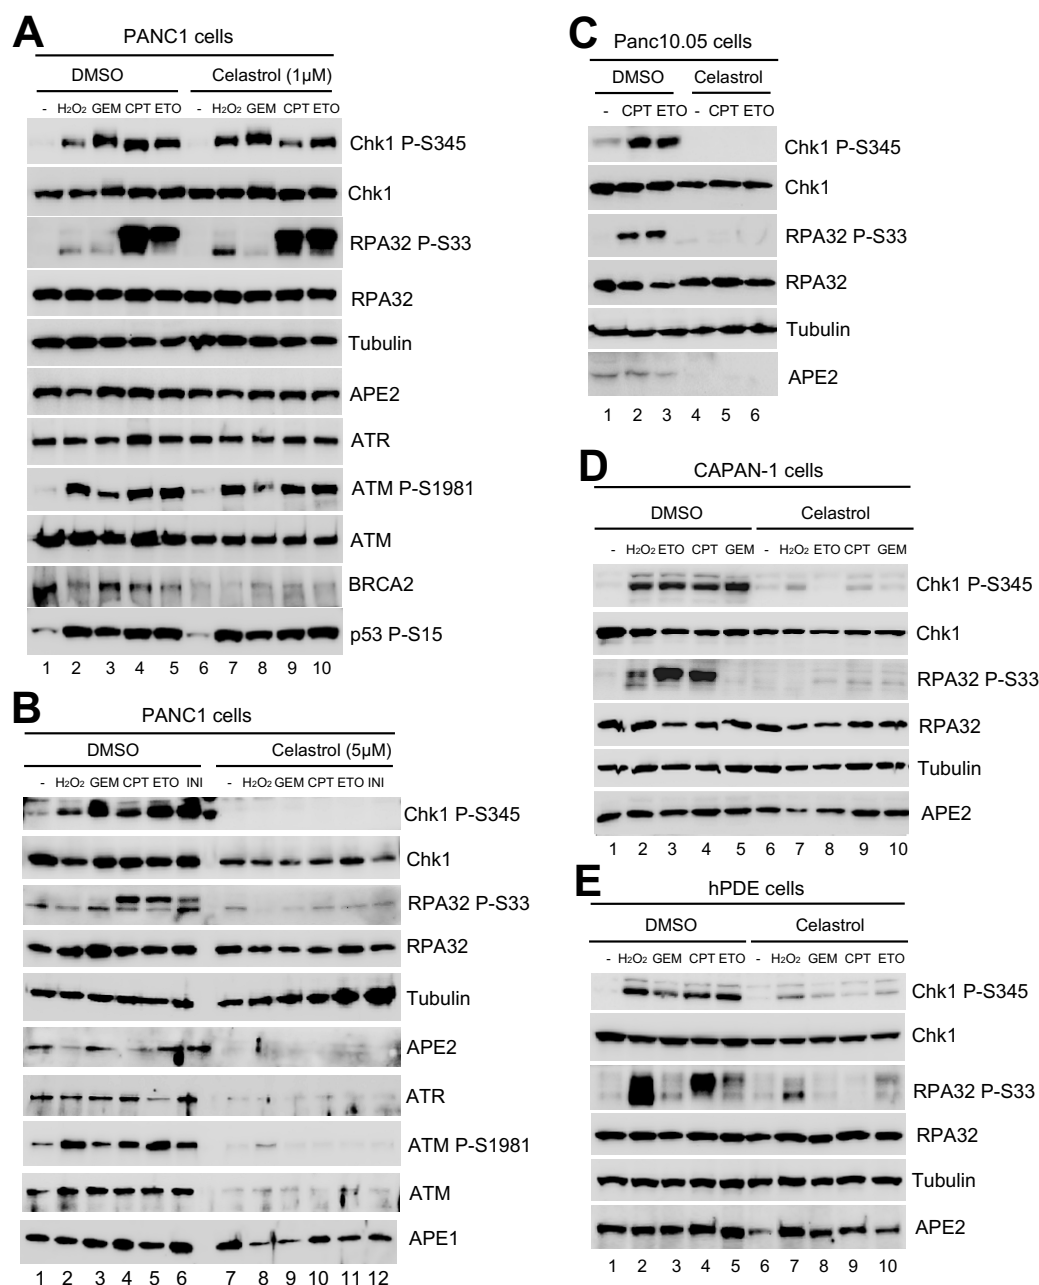 A
PANC1 cells
DMSO Celastrol (1µM)
- H2O2 GEM CPT ETO - H2O2 GEM CPT ETO
Chk1 P-S345
Chk1
RPA32 P-S33
RPA32
Tubulin
APE2
ATR
ATM P-S1981
ATM
BRCA2
p53 P-S15
1 2 3 4 5 6 7 8 9 10
B
PANC1 cells
DMSO Celastrol (5µM)
- H2O2 GEM CPT ETO INI - H2O2 GEM CPT ETO INI
Chk1 P-S345
Chk1
RPA32 P-S33
RPA32
Tubulin
APE2
ATR
ATM P-S1981
ATM
APE1
1 2 3 4 5 6 7 8 9 10 11 12
C
Panc10.05 cells
DMSO Celastrol
- CPT ETO - CPT ETO
Chk1 P-S345
Chk1
RPA32 P-S33
RPA32
Tubulin
APE2
1 2 3 4 5 6
D
CAPAN-1 cells
DMSO Celastrol
- H2O2 ETO CPT GEM - H2O2 ETO CPT GEM
Chk1 P-S345
Chk1
RPA32 P-S33
RPA32
Tubulin
APE2
1 2 3 4 5 6 7 8 9 10
E
hPDE cells
DMSO Celastrol
- H2O2 GEM CPT ETO - H2O2 GEM CPT ETO
Chk1 P-S345
Chk1
RPA32 P-S33
RPA32
Tubulin
APE2
1 2 3 4 5 6 7 8 9 10